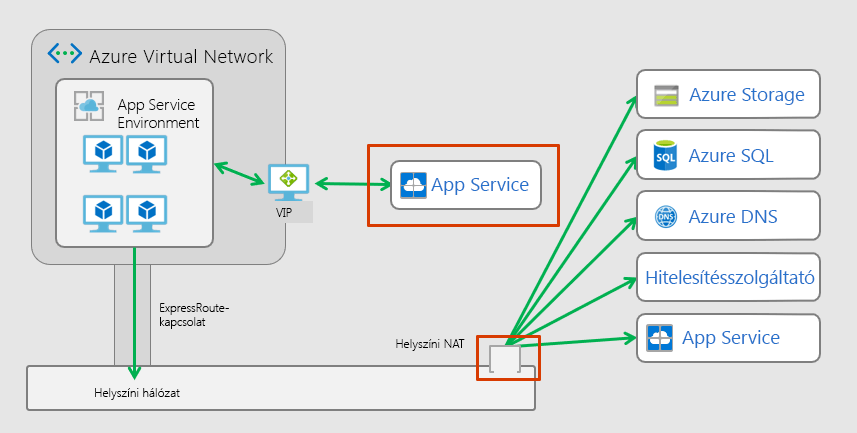 Azure Virtual Network
App Service
Environment
VIP
App Service
Azure Storage
SQL
Azure SQL
DNS
Azure DNS
Hitelesítésszolgáltató
App Service
ExpressRoute-
kapcsolat
Helyszíni NAT
Helyszíni hálózat